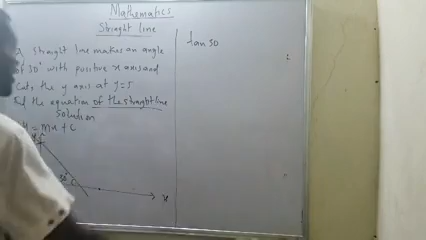 Mathematics
Straight line
A straight line makes an angle
of 30° with positive x axis and
Cuts the y axis at y=5
Find the equation of the straight line
Solution
y = mx + c
30°
x
tan 30